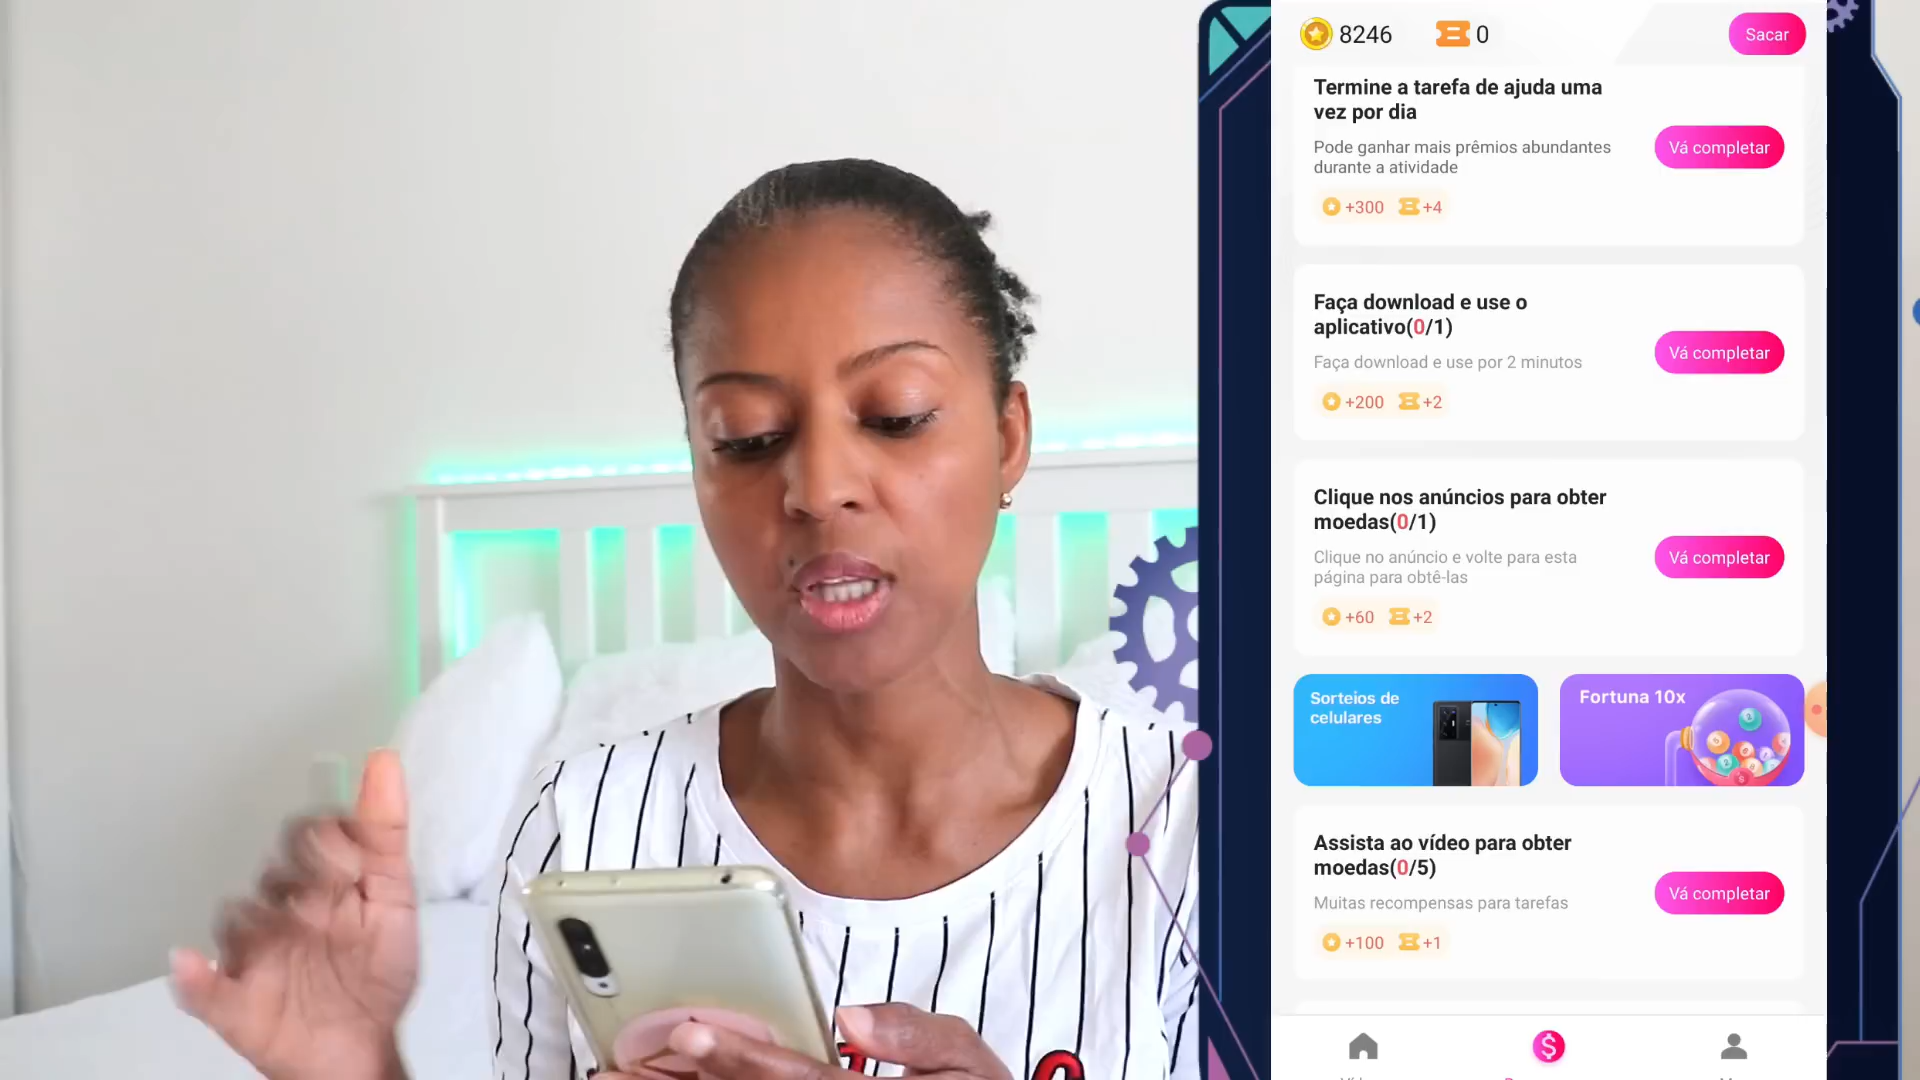 8246
0
Sacar
Termine a tarefa de ajuda uma
vez por dia
Pode ganhar mais prêmios abundantes
durante a atividade
Vá completar
+300 +4
Faça download e use o
aplicativo(0/1)
Faça download e use por 2 minutos
Vá completar
+200 +2
Clique nos anúncios para obter
moedas(0/1)
Clique no anúncio e volte para esta
página para obtê-las
Vá completar
+60 +2
Sorteios de
celulares
Fortuna 10x
Assista ao vídeo para obter
moedas(0/5)
Muitas recompensas para tarefas
Vá completar
+100 +1